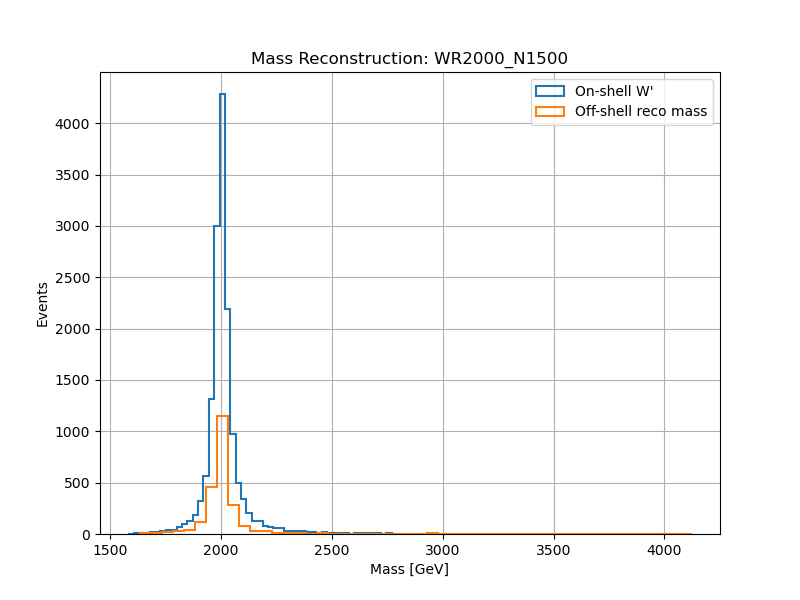 Mass Reconstruction: WR2000_N1500
On-shell W'
Off-shell reco mass
4000
3500
3000
2500
2000
1500
1000
500
0
Events
1500 2000 2500 3000 3500 4000
Mass [GeV]